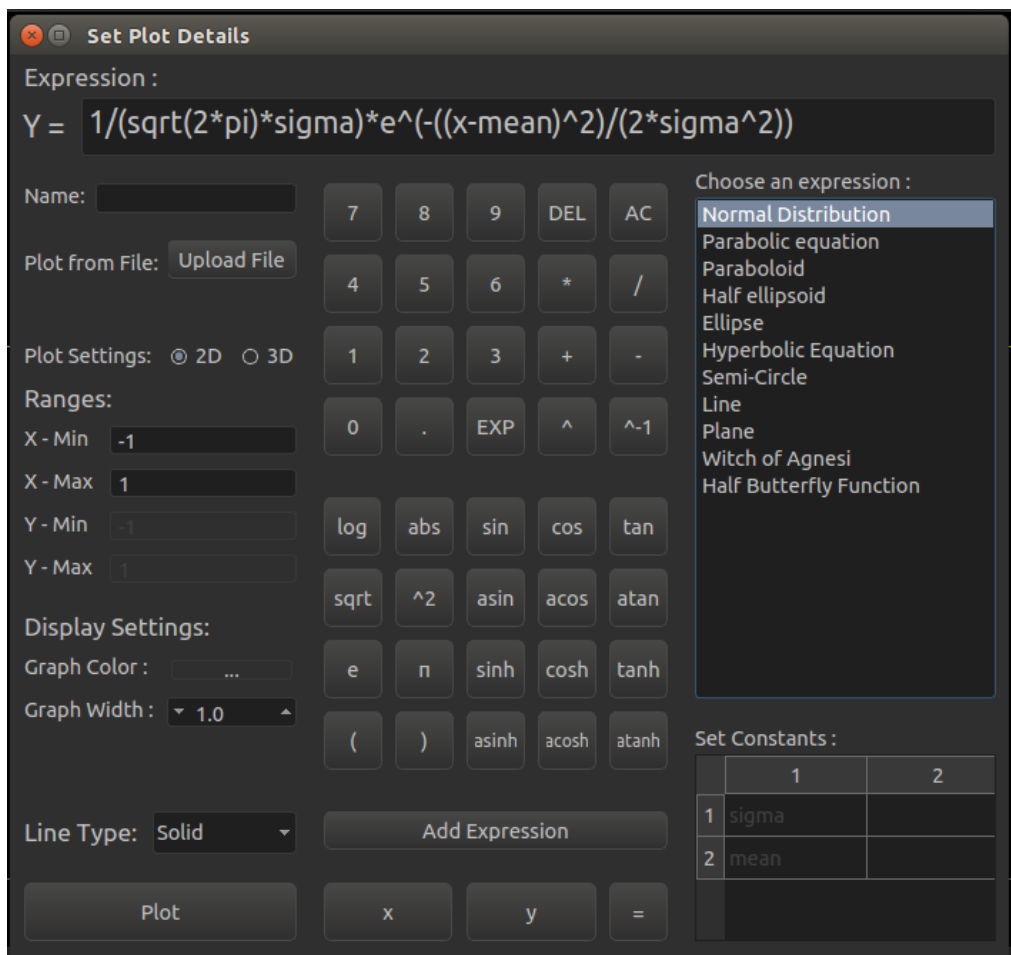 Set Plot Details
Expression :
Y = 1/(sqrt(2*pi)*sigma)*e^(-((x-mean)^2)/(2*sigma^2))
Name:
Plot from File: Upload File
Plot Settings: 2D 3D
Ranges:
X - Min -1
X - Max 1
Y - Min -1
Y - Max 1
Display Settings:
Graph Color : ...
Graph Width : 1.0
Line Type: Solid
Plot
7 8 9 DEL AC
4 5 6 * /
1 2 3 + -
0 . EXP ^ ^-1
log abs sin cos tan
sqrt ^2 asin acos atan
e п sinh cosh tanh
( ) asinh acosh atanh
Add Expression
x y =
Choose an expression :
Normal Distribution
Parabolic equation
Paraboloid
Half ellipsoid
Ellipse
Hyperbolic Equation
Semi-Circle
Line
Plane
Witch of Agnesi
Half Butterfly Function
Set Constants :
1 2
1 sigma
2 mean